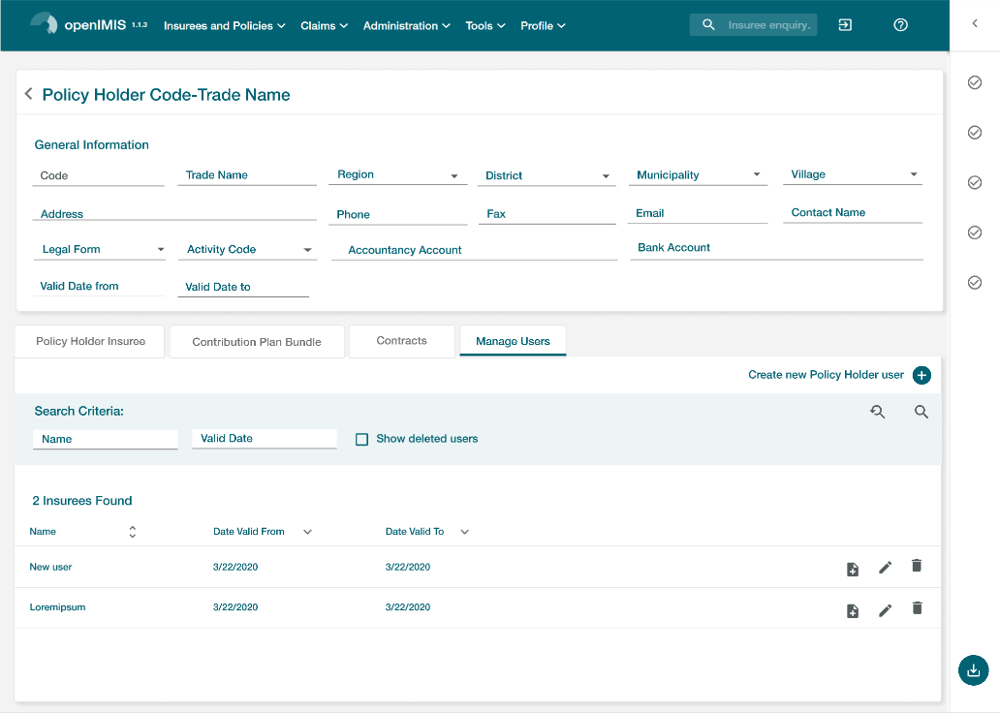 openIMIS 1.1.3 Insurees and Policies Claims Administration Tools Profile Insuree enquiry.
Policy Holder Code-Trade Name
General Information
Code Trade Name Region District Municipality Village
Address Phone Fax Email Contact Name
Legal Form Activity Code Accountancy Account Bank Account
Valid Date from Valid Date to
Policy Holder Insuree Contribution Plan Bundle Contracts Manage Users
Create new Policy Holder user
Search Criteria:
Name Valid Date Show deleted users
2 Insurees Found
Name Date Valid From Date Valid To
New user 3/22/2020 3/22/2020
Loremipsum 3/22/2020 3/22/2020